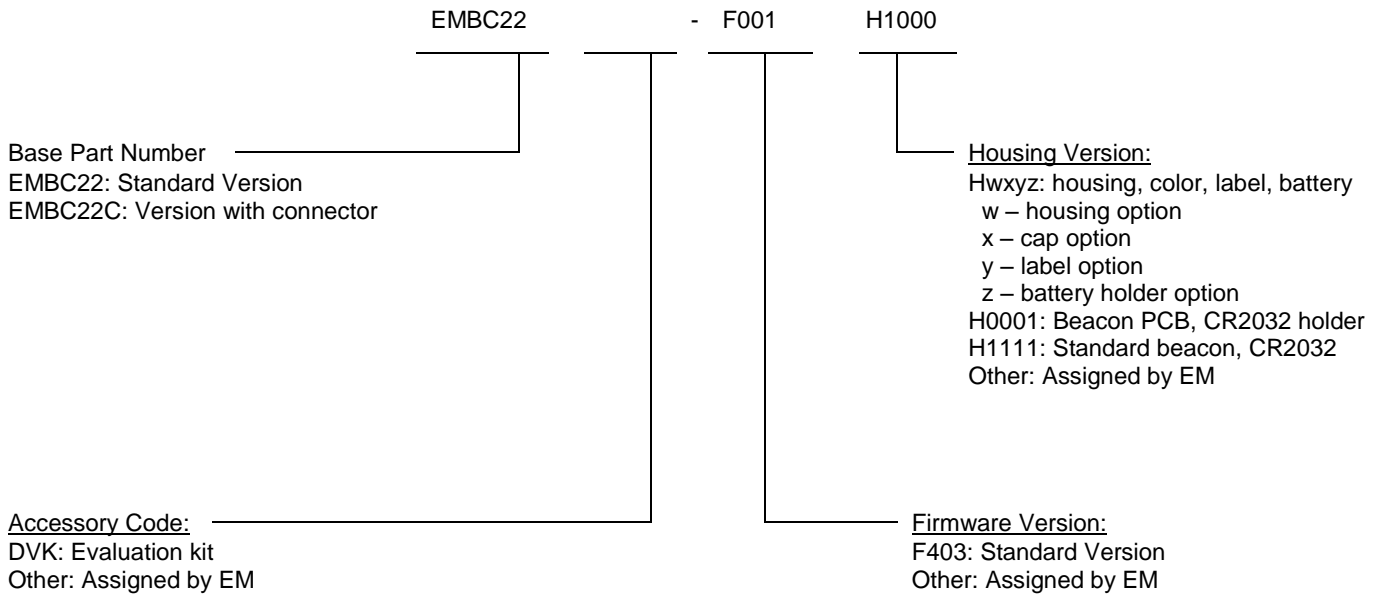 EMBC22 - F001 H1000
Base Part Number
EMBC22: Standard Version
EMBC22C: Version with connector
Housing Version:
Hwxyz: housing, color, label, battery
w – housing option
x – cap option
y – label option
z – battery holder option
H0001: Beacon PCB, CR2032 holder
H1111: Standard beacon, CR2032
Other: Assigned by EM
Accessory Code:
DVK: Evaluation kit
Other: Assigned by EM
Firmware Version:
F403: Standard Version
Other: Assigned by EM